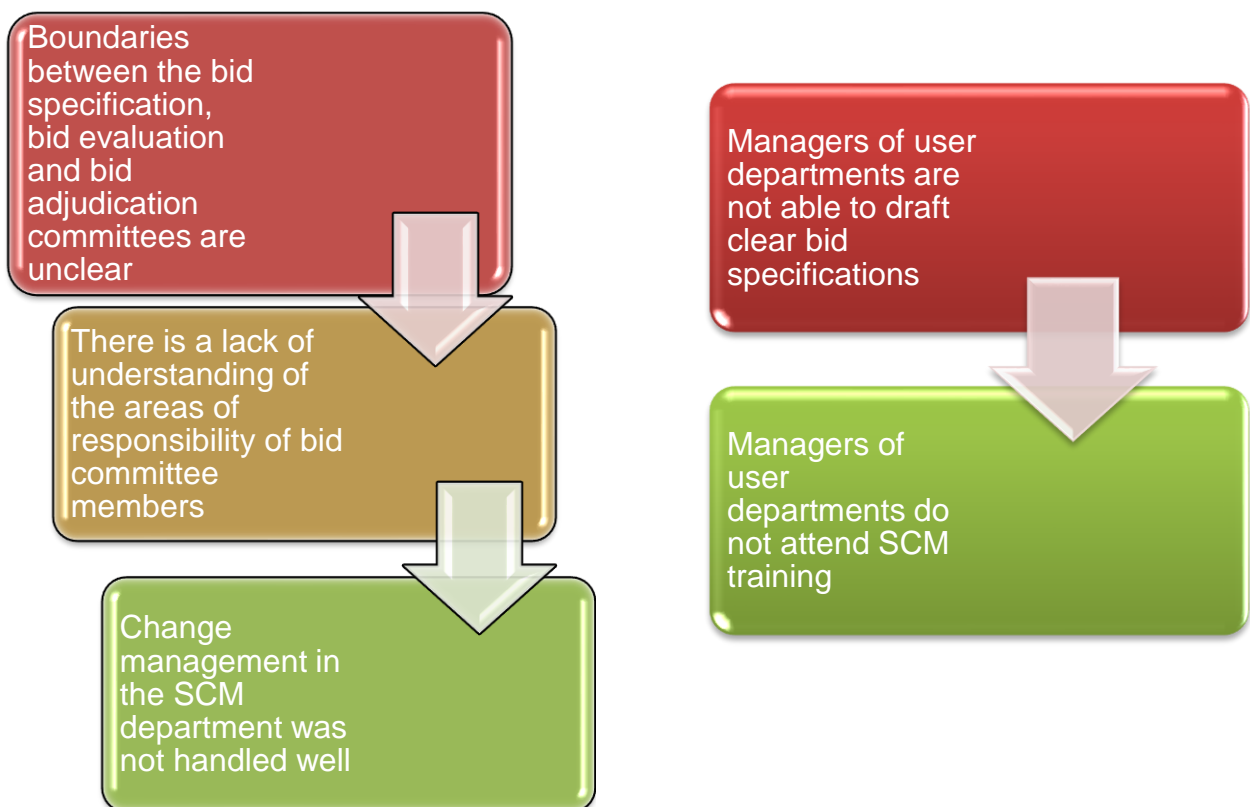 Boundaries
between the bid
specification,
bid evaluation
and bid
adjudication
committees are
unclear
There is a lack of
understanding of
the areas of
responsibility of bid
committee
members
Change
management in
the SCM
department was
not handled well
Managers of user
departments are
not able to draft
clear bid
specifications
Managers of
user
departments do
not attend SCM
training